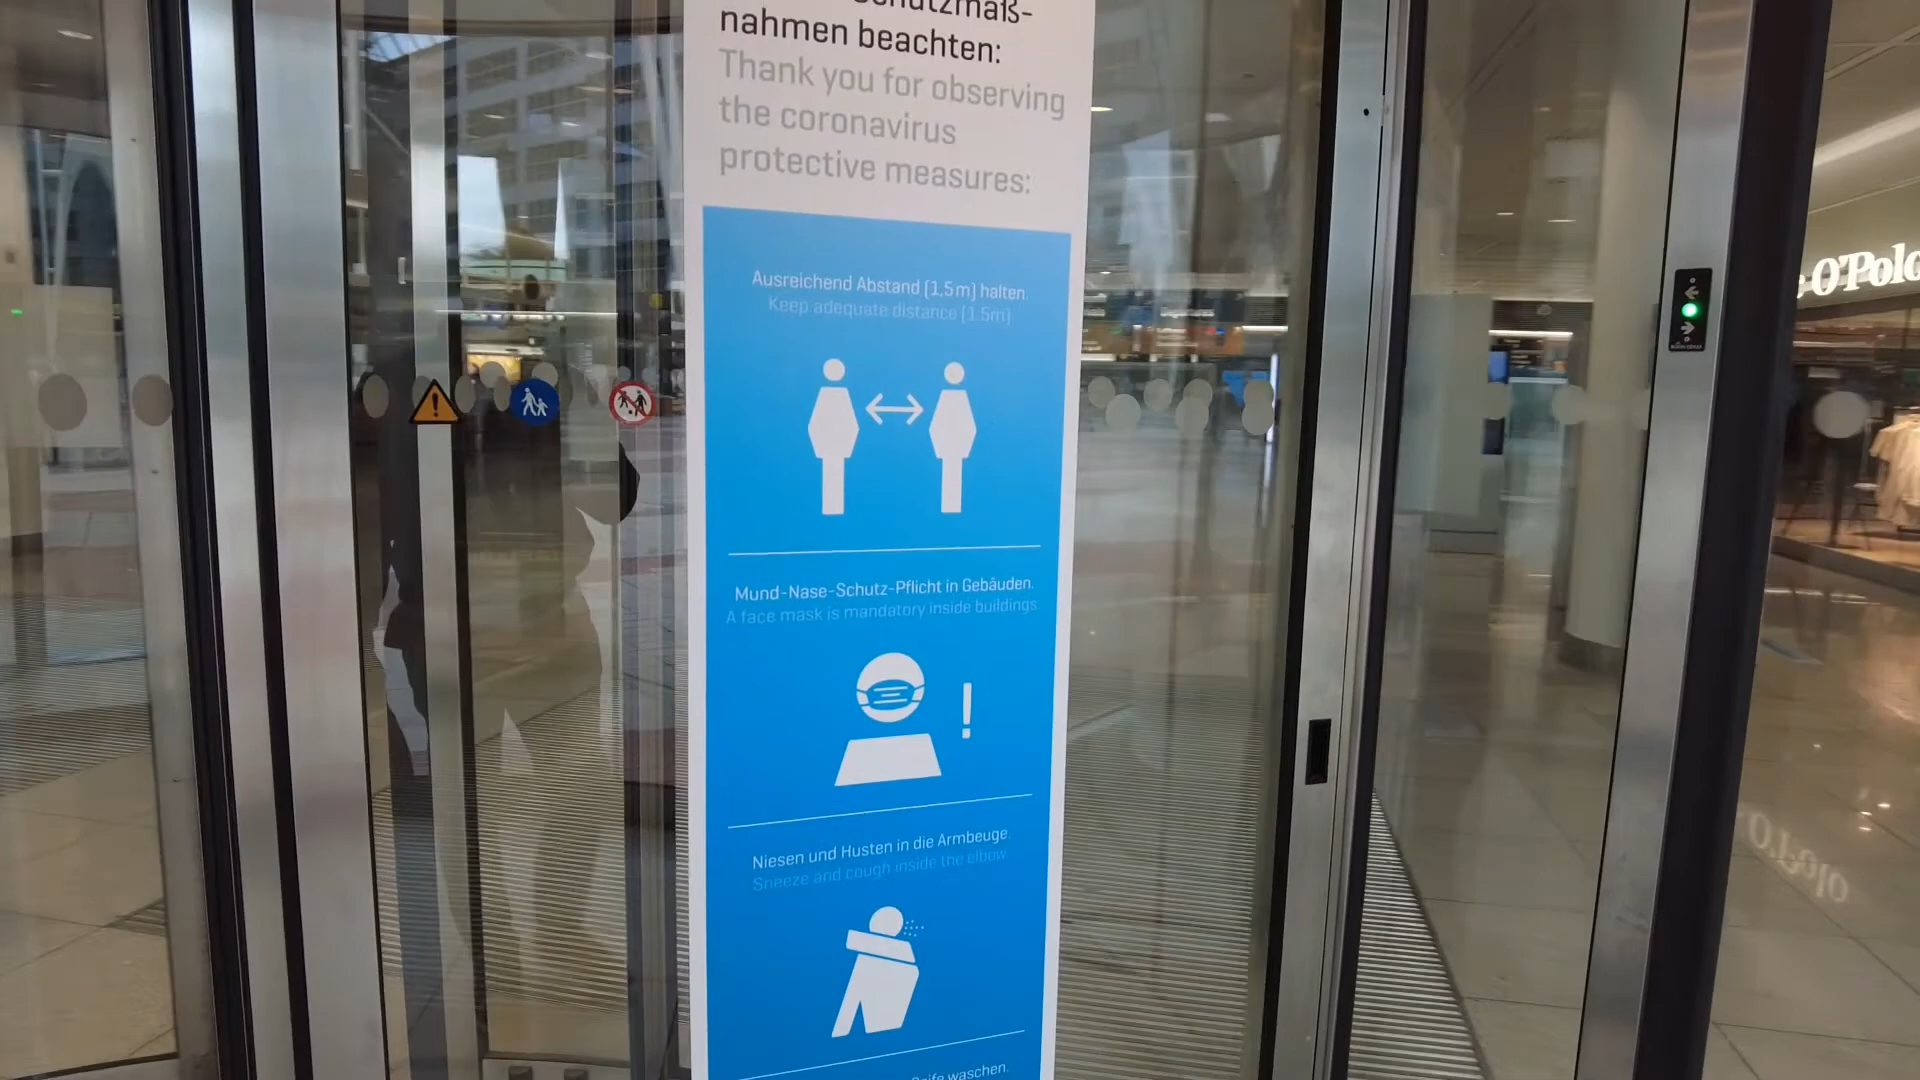 nahmen beachten:
Thank you for observing
the coronavirus
protective measures:
Ausreichend Abstand (1,5m) halten.
Keep adequate distance (1.5m)
Mund-Nase-Schutz-Pflicht in Gebäuden.
A face mask is mandatory inside buildings.
Niesen und Husten in die Armbeuge.
Sneeze and cough inside the elbow.
waschen.
O'Polo